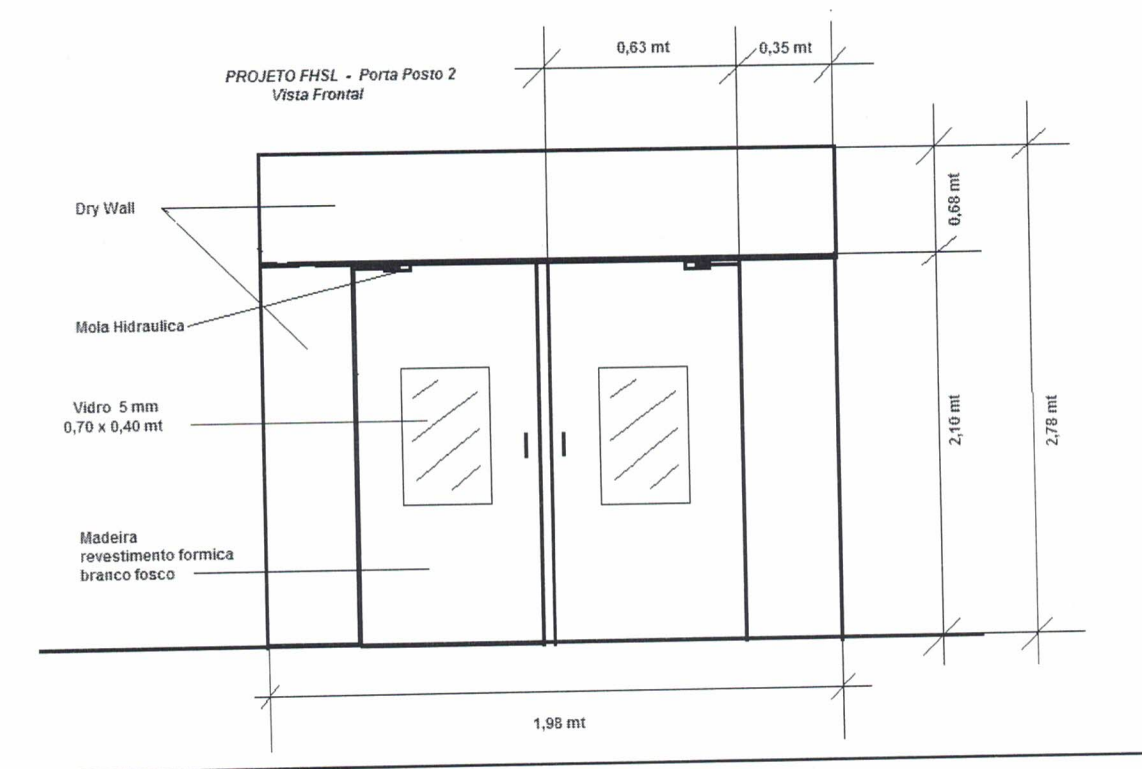 0,63 mt
0,35 mt
PROJETO FHSL - Porta Posto 2
Vista Frontal
Dry Wall
0,68 mt
Mola Hidraulica
Vidro 5 mm
0,70 x 0,40 mt
2,10 mt
2,78 mt
Madeira
revestimento formica
branco fosco
1,98 mt